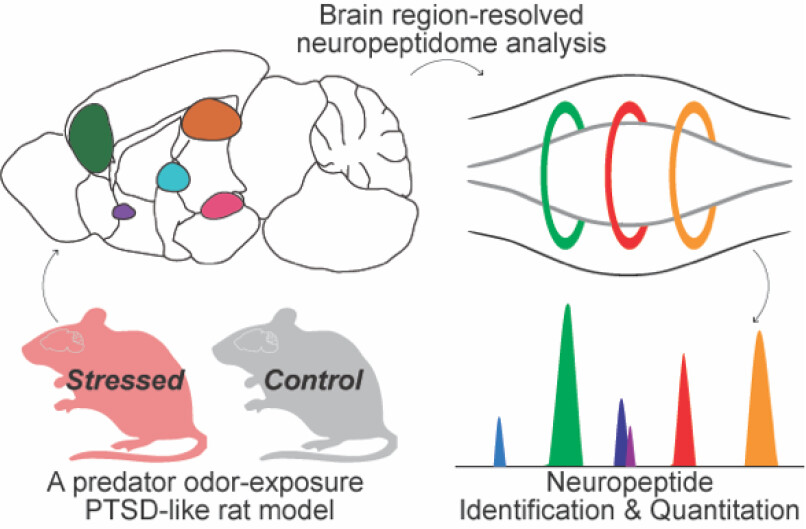 Brain region-resolved
neuropeptidome analysis
Stressed
Control
A predator odor-exposure
PTSD-like rat model
Neuropeptide
Identification & Quantitation